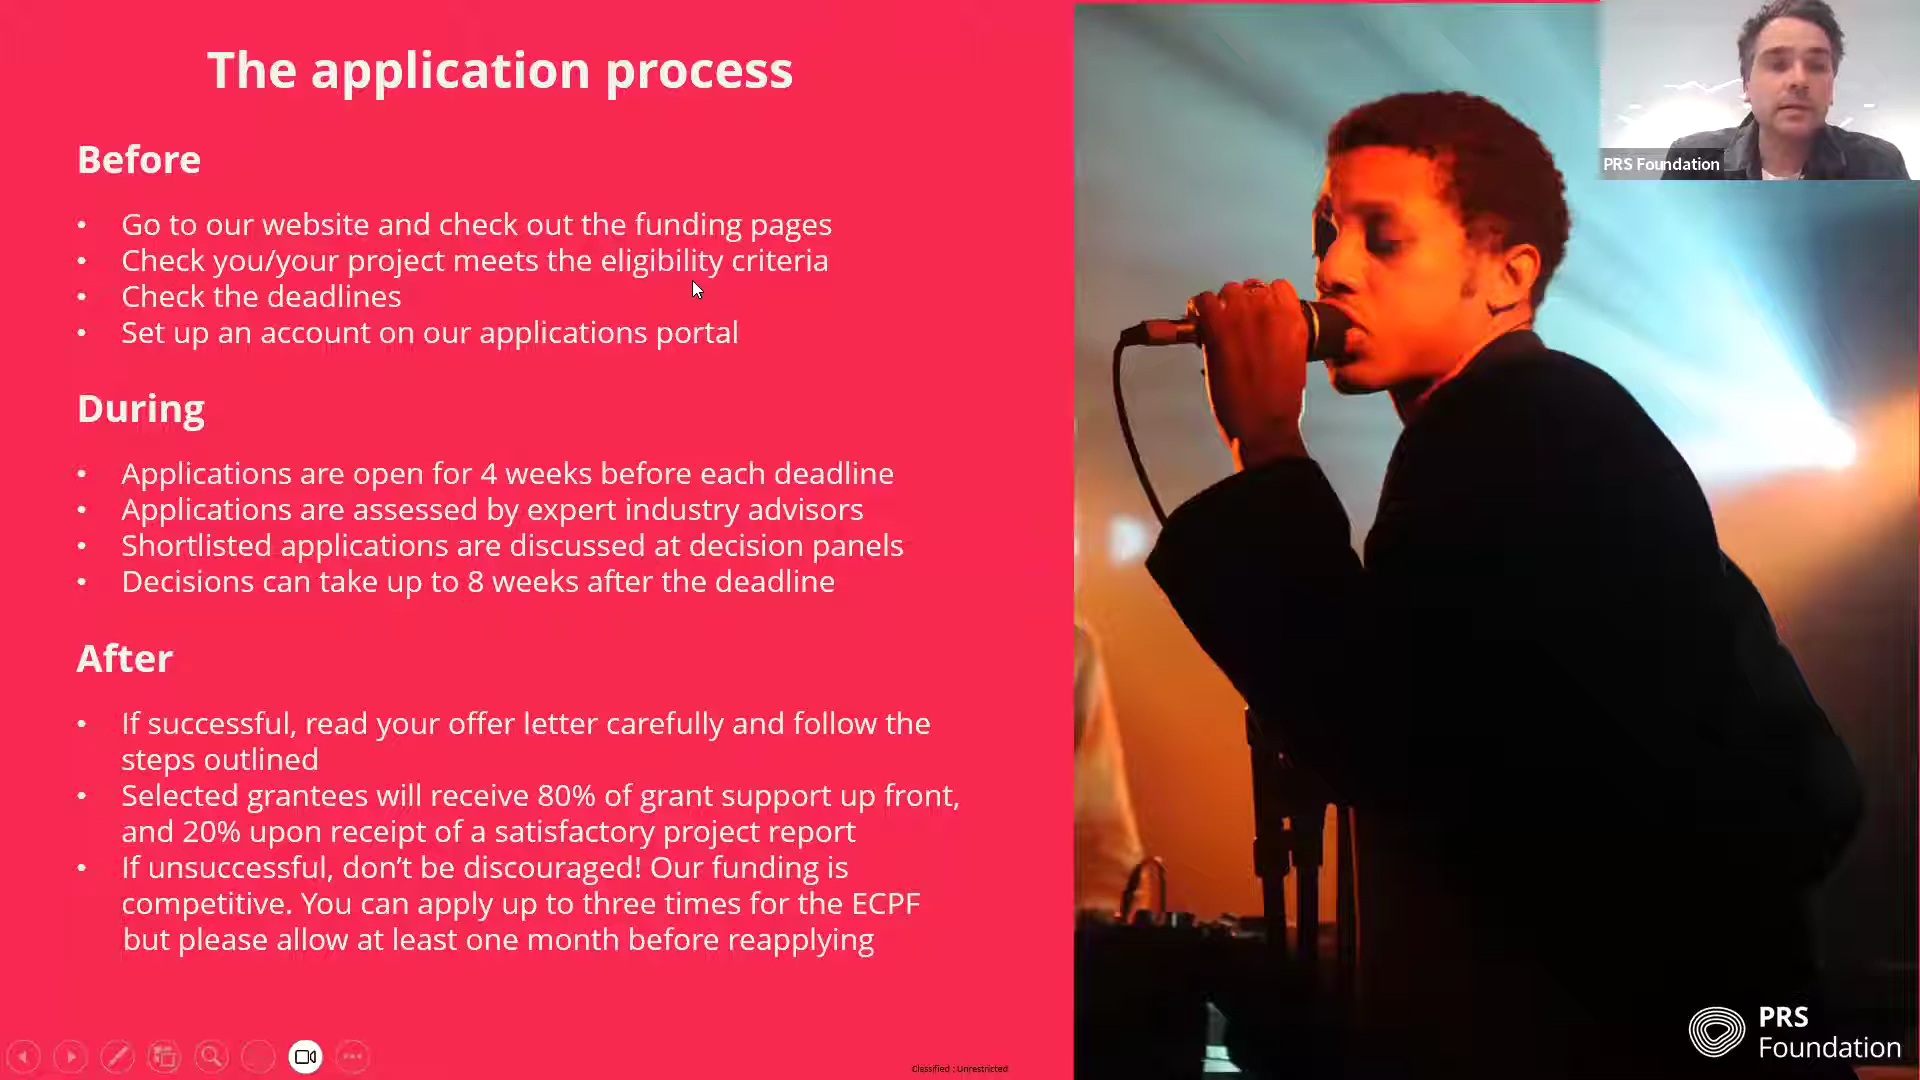 The application process
Before
• Go to our website and check out the funding pages
• Check you/your project meets the eligibility criteria
• Check the deadlines
• Set up an account on our applications portal
During
• Applications are open for 4 weeks before each deadline
• Applications are assessed by expert industry advisors
• Shortlisted applications are discussed at decision panels
• Decisions can take up to 8 weeks after the deadline
After
• If successful, read your offer letter carefully and follow the
steps outlined
• Selected grantees will receive 80% of grant support up front,
and 20% upon receipt of a satisfactory project report
• If unsuccessful, don’t be discouraged! Our funding is
competitive. You can apply up to three times for the ECPF
but please allow at least one month before reapplying
Classified : Unrestricted
PRS Foundation
PRS
Foundation